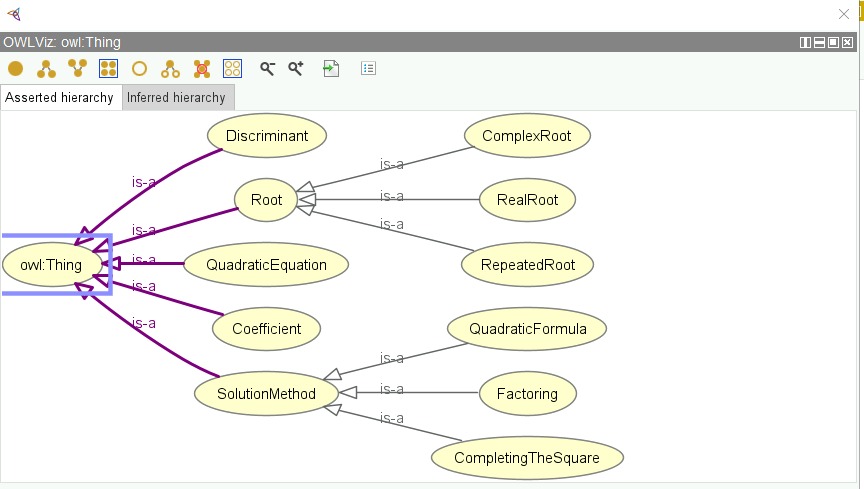 OWLViz: owl:Thing
Asserted hierarchy
Inferred hierarchy
Discriminant
ComplexRoot
is-a
is-a
Root
is-a
RealRoot
is-a
is-a
owl:Thing
is-a
QuadraticEquation
RepeatedRoot
is-a
is-a
Coefficient
QuadraticFormula
is-a
SolutionMethod
is-a
Factoring
is-a
CompletingTheSquare